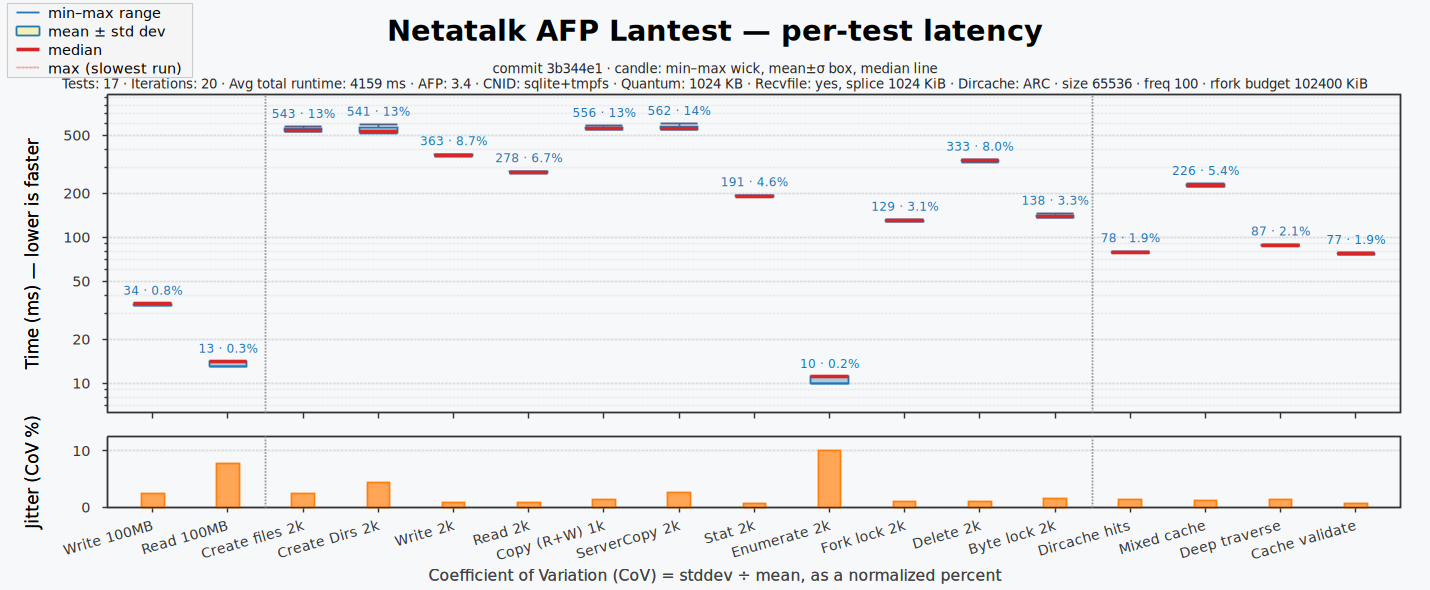 min–max range
mean ± std dev
median
max (slowest run)
Netatalk AFP Lantest — per-test latency
commit 3b344e1 · candle: min–max wick, mean±σ box, median line
Tests: 17 · Iterations: 20 · Avg total runtime: 4159 ms · AFP: 3.4 · CNID: sqlite+tmpfs · Quantum: 1024 KB · Recvfile: yes, splice 1024 KiB · Dircache: ARC · size 65536 · freq 100 · rfork budget 102400 KiB
Time (ms) — lower is faster
500
200
100
50
20
10
34 · 0.8%
13 · 0.3%
543 · 13%
541 · 13%
363 · 8.7%
278 · 6.7%
556 · 13%
562 · 14%
191 · 4.6%
10 · 0.2%
129 · 3.1%
333 · 8.0%
138 · 3.3%
78 · 1.9%
226 · 5.4%
87 · 2.1%
77 · 1.9%
Jitter (CoV %)
10
0
Write 100MB
Read 100MB
Create files 2k
Create Dirs 2k
Write 2k
Read 2k
Copy (R+W) 1k
ServerCopy 2k
Stat 2k
Enumerate 2k
Fork lock 2k
Delete 2k
Byte lock 2k
Dircache hits
Mixed cache
Deep traverse
Cache validate
Coefficient of Variation (CoV) = stddev ÷ mean, as a normalized percent